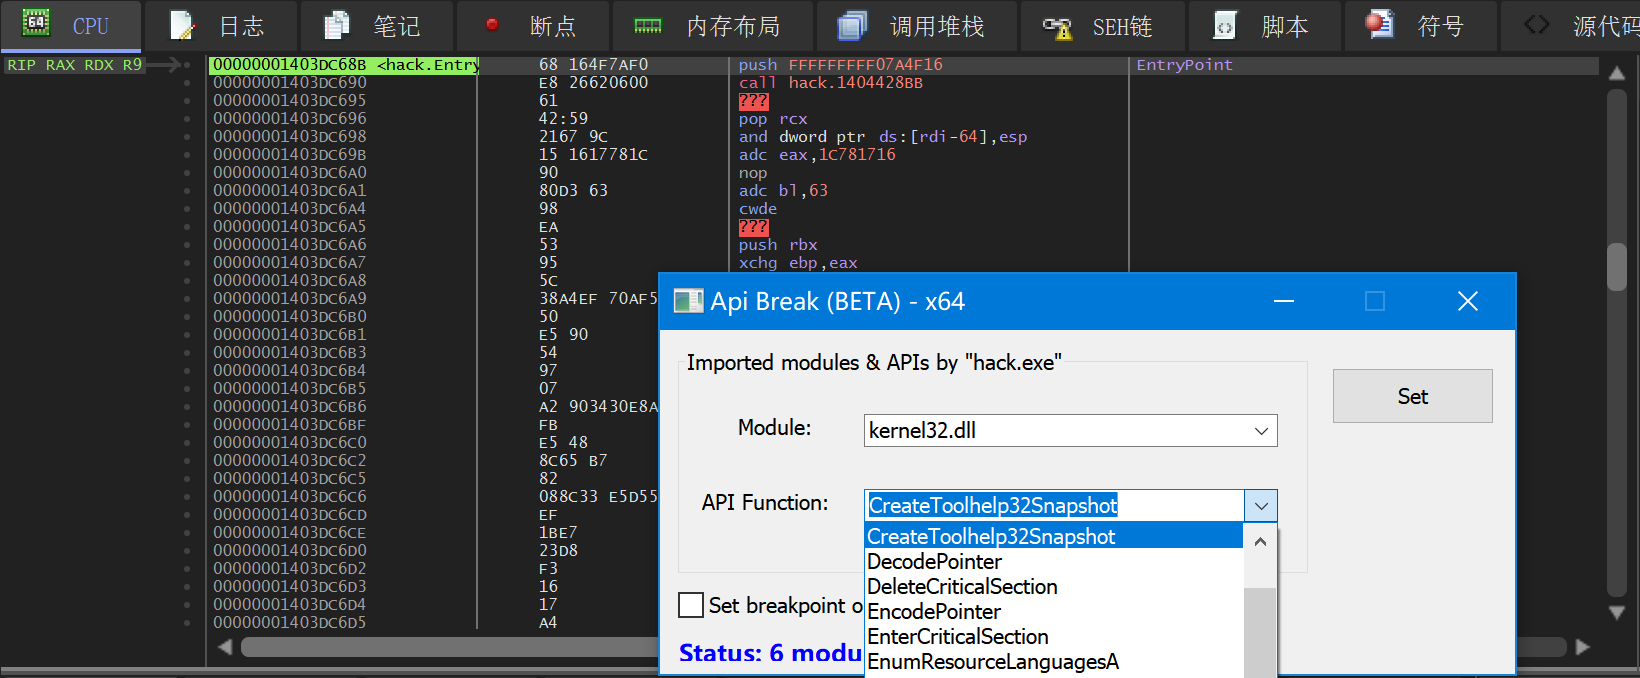 64 CPU 日志 笔记 断点 内存布局 调用堆栈 SEH链 脚本 符号 源代码
RIP RAX RDX R9 00000001403DC68B <hack.Entry 68 164F7AF0 push FFFFFFFFF07A4F16 EntryPoint
00000001403DC690 E8 26620600 call hack.1404428BB
00000001403DC695 61 ???
00000001403DC696 42:59 pop rcx
00000001403DC698 2167 9C and dword ptr ds:[rdi-64],esp
00000001403DC69B 15 1617781C adc eax,1C781716
00000001403DC6A0 90 nop
00000001403DC6A1 80D3 63 adc bl,63
00000001403DC6A4 98 cwde
00000001403DC6A5 EA ???
00000001403DC6A6 53 push rbx
00000001403DC6A7 95 xchg ebp,eax
00000001403DC6A8 5C
00000001403DC6A9 38A4EF 70AF5
00000001403DC6B0 50
00000001403DC6B1 E5 90
00000001403DC6B3 54
00000001403DC6B4 97
00000001403DC6B5 07
00000001403DC6B6 A2 903430E8A
00000001403DC6BF FB
00000001403DC6C0 E5 48
00000001403DC6C2 8C65 B7
00000001403DC6C5 82
00000001403DC6C6 088C33 E5D55
00000001403DC6CD EF
00000001403DC6CE 1BE7
00000001403DC6D0 23D8
00000001403DC6D2 F3
00000001403DC6D3 16
00000001403DC6D4 17
00000001403DC6D5 A4
Api Break (BETA) - x64
Imported modules & APIs by "hack.exe"
Set
Module: kernel32.dll
API Function: CreateToolhelp32Snapshot
CreateToolhelp32Snapshot
DecodePointer
DeleteCriticalSection
EncodePointer
EnterCriticalSection
EnumResourceLanguagesA
Set breakpoint o
Status: 6 modu